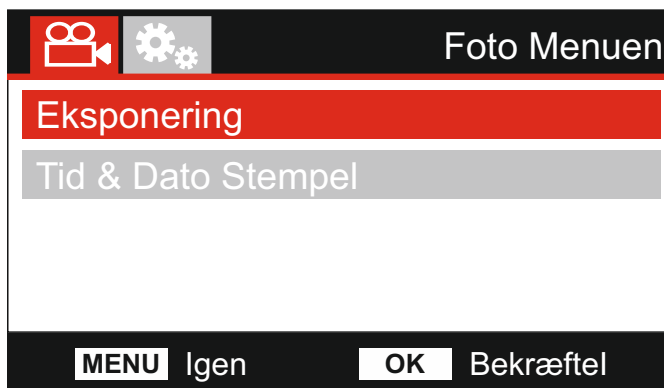 Foto Menuen
Eksponering
Tid & Dato Stempel
MENU Igen OK Bekræftel